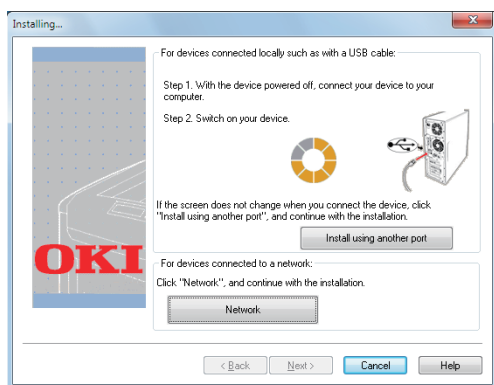 Installing...
For devices connected locally such as with a USB cable:
Step 1. With the device powered off, connect your device to your
computer.
Step 2. Switch on your device.
If the screen does not change when you connect the device, click
"Install using another port", and continue with the installation.
Install using another port
OKI
For devices connected to a network:
Click "Network", and continue with the installation.
Network
< Back Next > Cancel Help